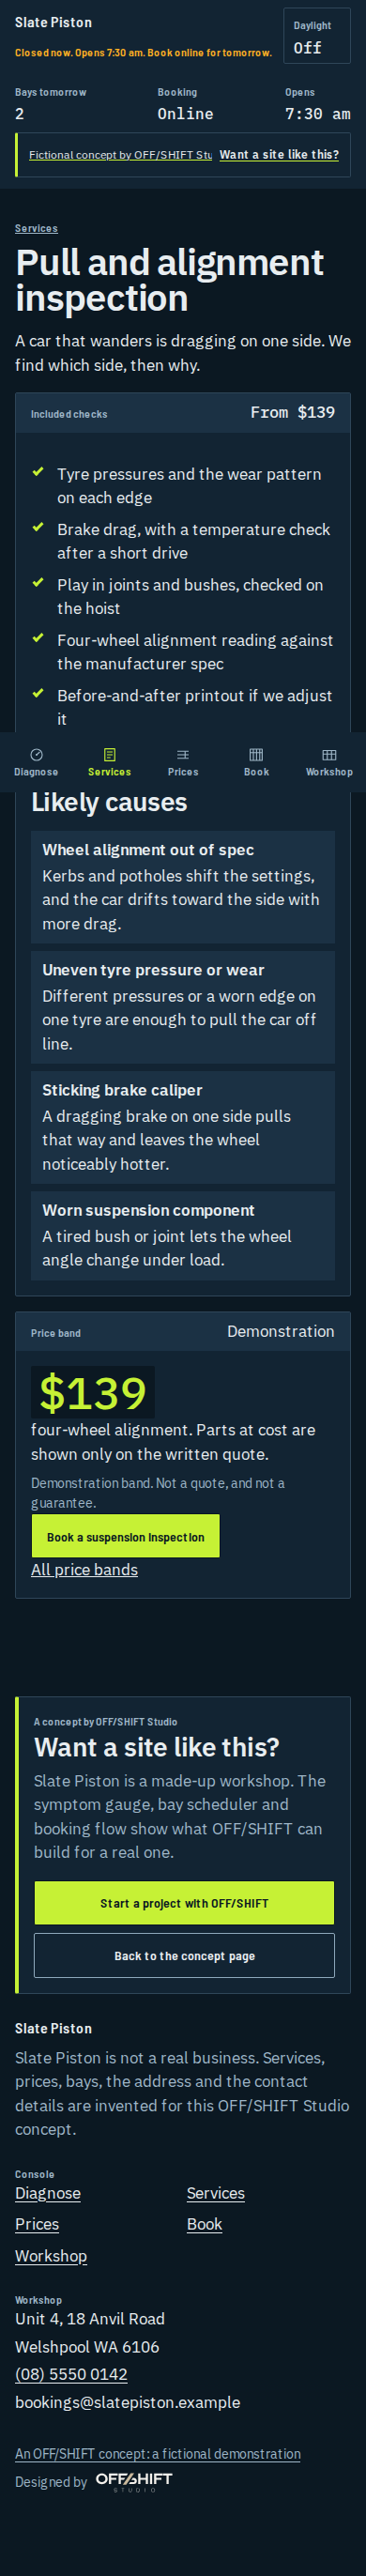 Slate Piston
Closed now. Opens 7:30 am. Book online for tomorrow.
Daylight
Off
Bays tomorrow
2
Booking
Online
Opens
7:30 am
Fictional concept by OFF/SHIFT Stu
Want a site like this?
Services
Pull and alignment
inspection
A car that wanders is dragging on one side. We
find which side, then why.
Included checks
From $139
Tyre pressures and the wear pattern
on each edge
Brake drag, with a temperature check
after a short drive
Play in joints and bushes, checked on
the hoist
Four-wheel alignment reading against
the manufacturer spec
Before-and-after printout if we adjust
it
Diagnose
Services
Prices
Book
Workshop
Likely causes
Wheel alignment out of spec
Kerbs and potholes shift the settings,
and the car drifts toward the side with
more drag.
Uneven tyre pressure or wear
Different pressures or a worn edge on
one tyre are enough to pull the car off
line.
Sticking brake caliper
A dragging brake on one side pulls
that way and leaves the wheel
noticeably hotter.
Worn suspension component
A tired bush or joint lets the wheel
angle change under load.
Price band
Demonstration
$139
four-wheel alignment. Parts at cost are
shown only on the written quote.
Demonstration band. Not a quote, and not a
guarantee.
Book a suspension inspection
All price bands
A concept by OFF/SHIFT Studio
Want a site like this?
Slate Piston is a made-up workshop. The
symptom gauge, bay scheduler and
booking flow show what OFF/SHIFT can
build for a real one.
Start a project with OFF/SHIFT
Back to the concept page
Slate Piston
Slate Piston is not a real business. Services,
prices, bays, the address and the contact
details are invented for this OFF/SHIFT Studio
concept.
Console
Diagnose
Services
Prices
Book
Workshop
Workshop
Unit 4, 18 Anvil Road
Welshpool WA 6106
(08) 5550 0142
bookings@slatepiston.example
An OFF/SHIFT concept: a fictional demonstration
Designed by
OFF/SHIFT
STUDIO